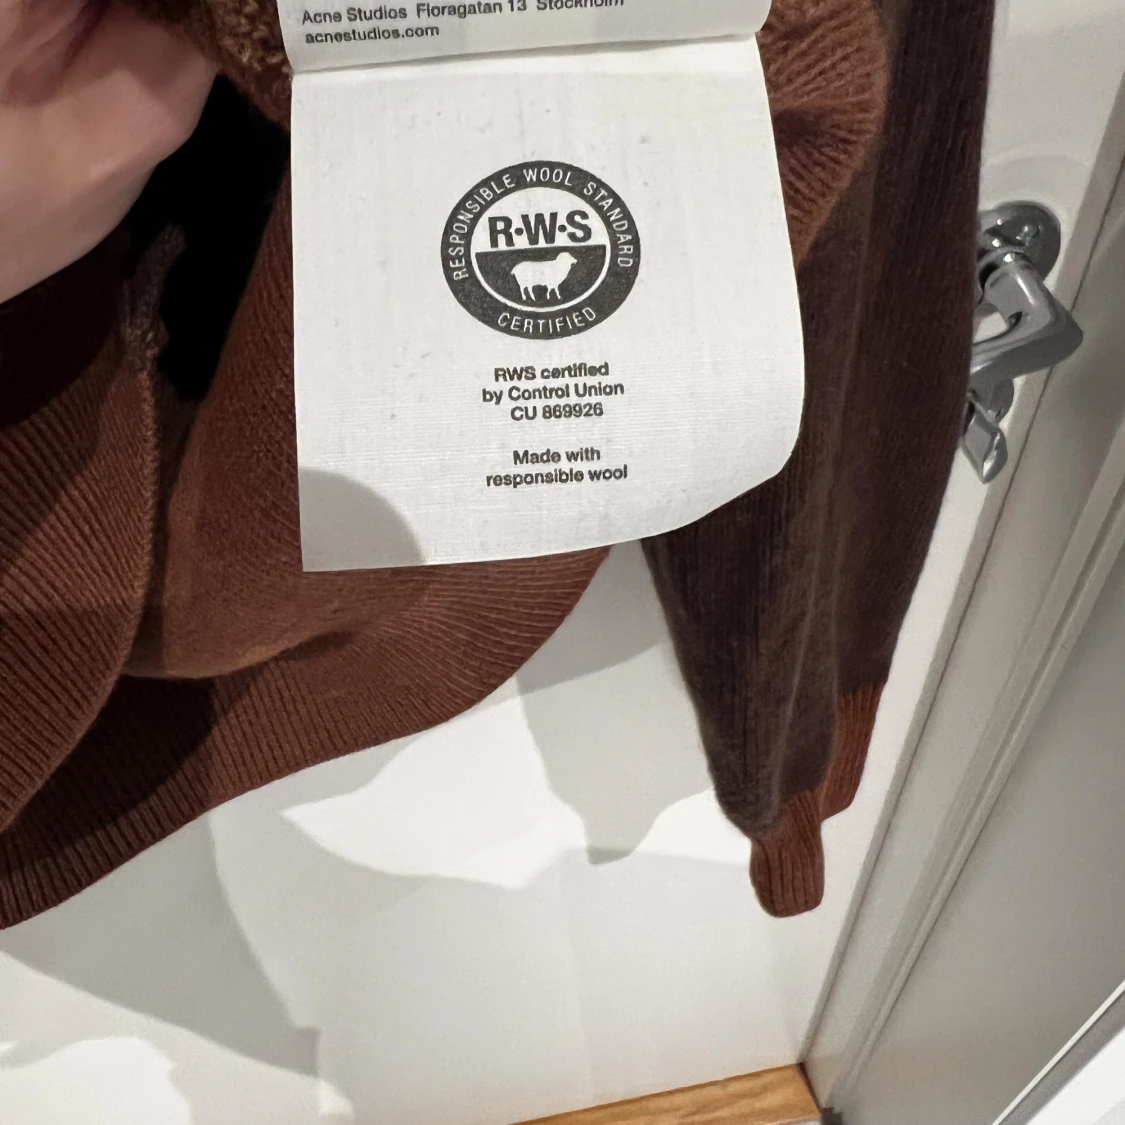 Acne Studios Floragatan 13 Stockholm
acnestudios.com
RESPONSIBLE WOOL STANDARD
R·W·S
CERTIFIED
RWS certified
by Control Union
CU 869926
Made with
responsible wool